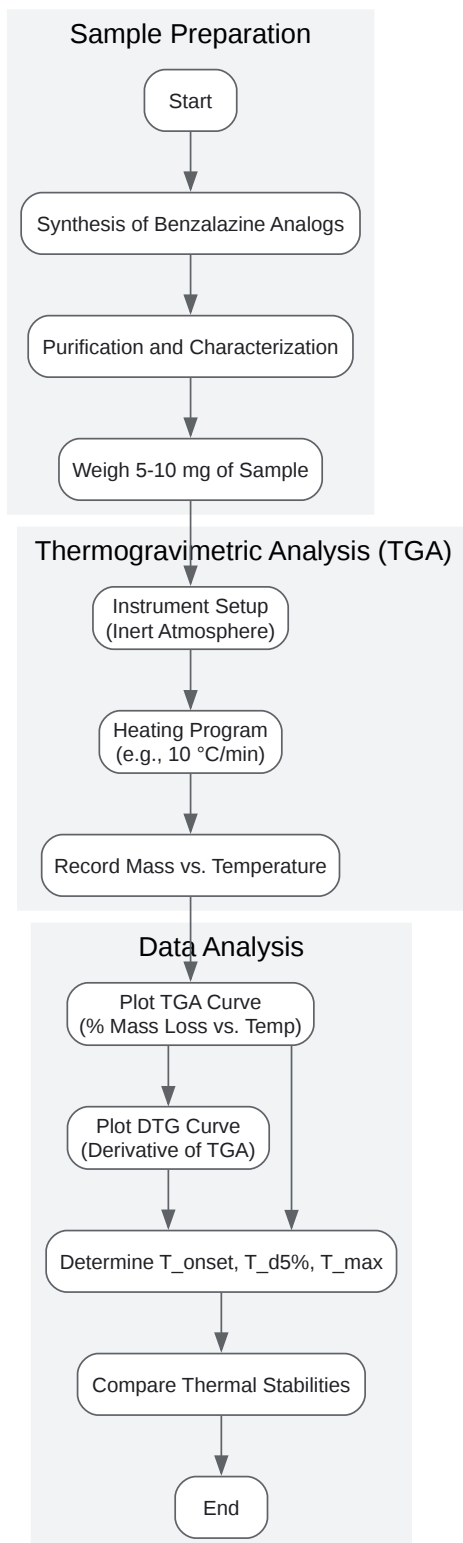 Sample Preparation
Start
Synthesis of Benzalazine Analogs
Purification and Characterization
Weigh 5-10 mg of Sample
Thermogravimetric Analysis (TGA)
Instrument Setup
(Inert Atmosphere)
Heating Program
(e.g., 10 °C/min)
Record Mass vs. Temperature
Data Analysis
Plot TGA Curve
(% Mass Loss vs. Temp)
Plot DTG Curve
(Derivative of TGA)
Determine T_onset, T_d5%, T_max
Compare Thermal Stabilities
End